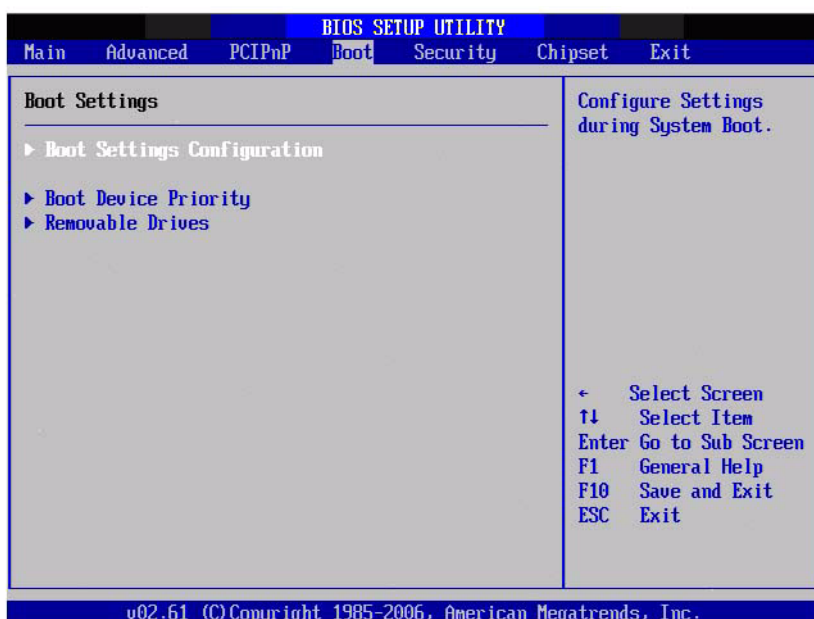 BIOS SETUP UTILITY
Main Advanced PCIPnP Boot Security Chipset Exit
Boot Settings
▶ Boot Settings Configuration
▶ Boot Device Priority
▶ Removable Drives
Configure Settings
during System Boot.
← Select Screen
↑↓ Select Item
Enter Go to Sub Screen
F1 General Help
F10 Save and Exit
ESC Exit
v02.61 (C)Copyright 1985-2006, American Megatrends, Inc.